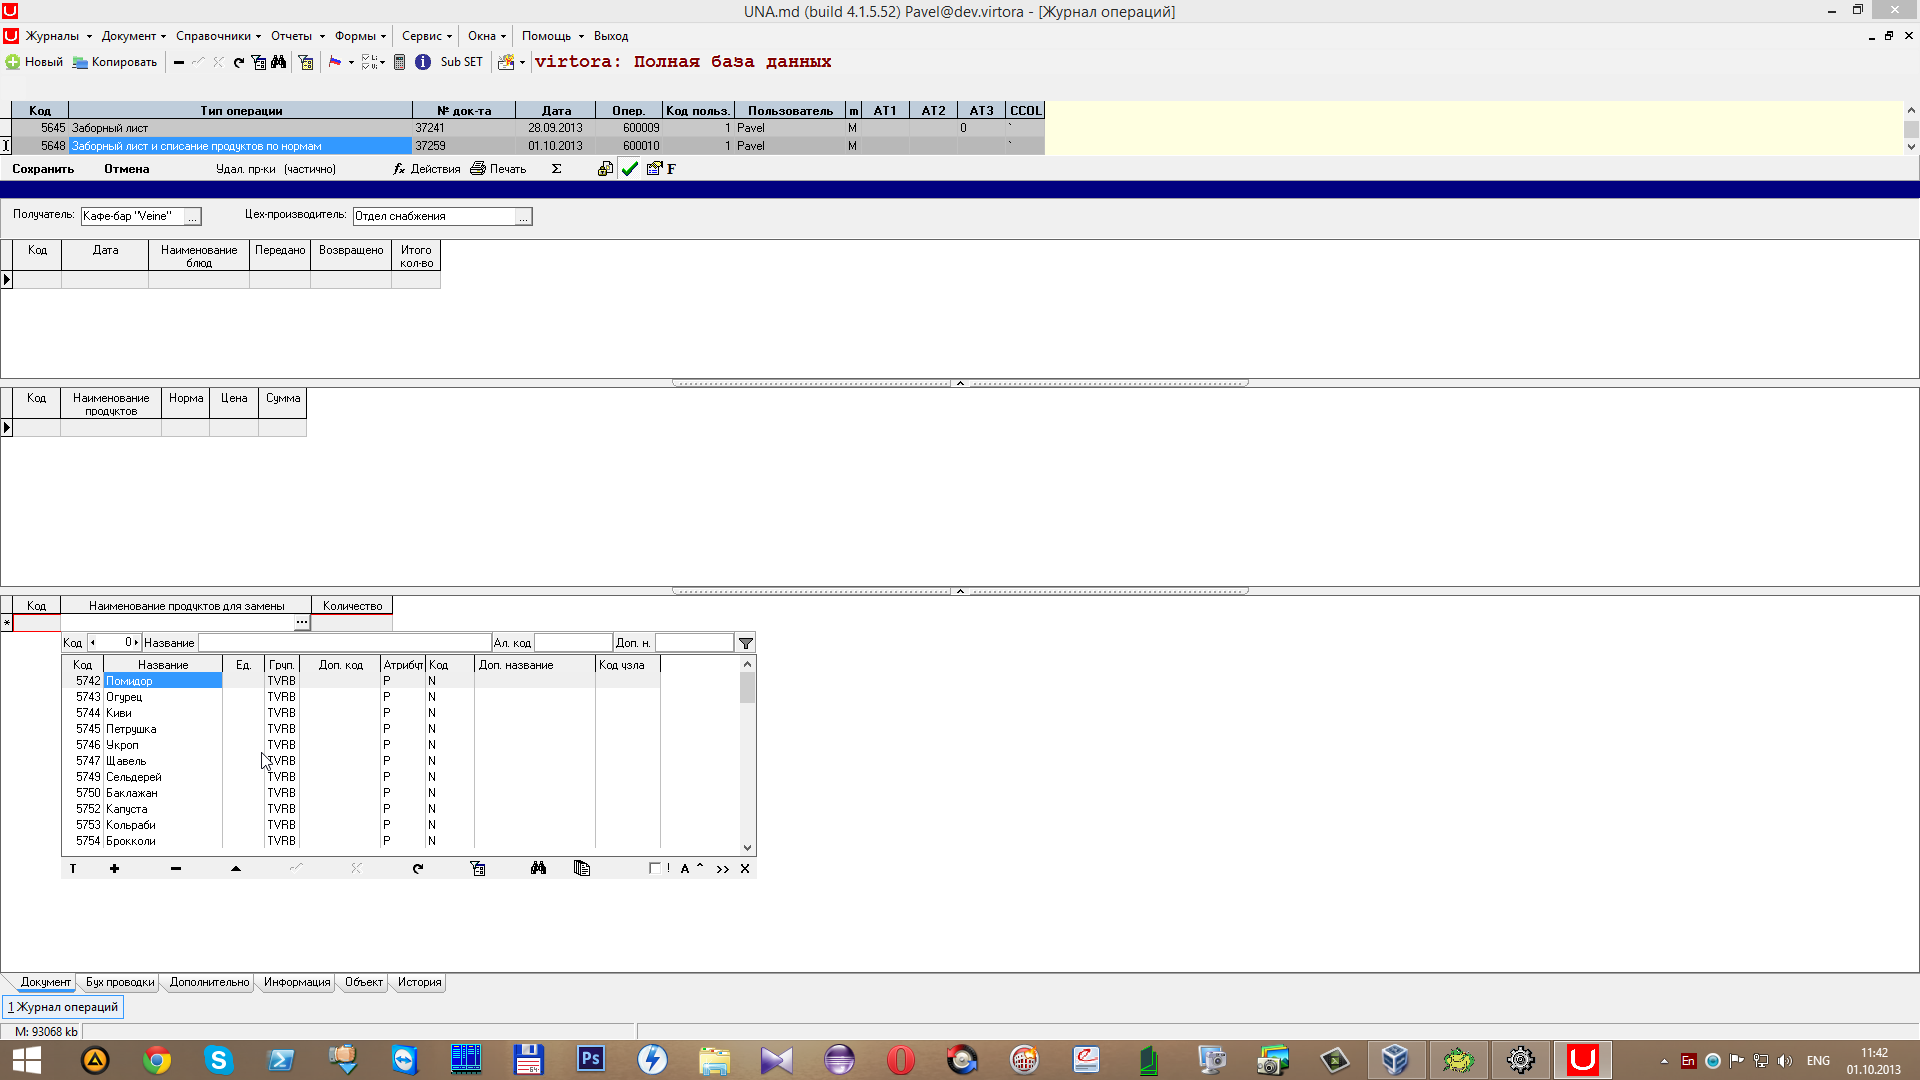 UNA.md (build 4.1.5.52) Pavel@dev.virtora - [Журнал операций]
Журналы Документ Справочники Отчеты Формы Сервис Окна Помощь Выход
Новый Копировать Sub SET virtora: Полная база данных
Код Тип операции № док-та Дата Опер. Код польз. Пользователь m AT1 AT2 AT3 CCOL
5645 Заборный лист 37241 28.09.2013 600009 1 Pavel M 0 `
5648 Заборный лист и списание продуктов по нормам 37259 01.10.2013 600010 1 Pavel M `
Сохранить Отмена Удал. пр-ки (частично) fx Действия Печать Σ F
Получатель: Кафе-бар "Veine" ... Цех-производитель: Отдел снабжения ...
Код Дата Наименование блюд Передано Возвращено Итого кол-во
Код Наименование продуктов Норма Цена Сумма
Код Наименование продуктов для замены Количество
* ...
Код 0 Название Ал. код Доп. н.
Код Название Ед. Груп. Доп. код Атрибут Код Доп. название Код узла
5742 Помидор TVRB P N
5743 Огурец TVRB P N
5744 Киви TVRB P N
5745 Петрушка TVRB P N
5746 Укроп TVRB P N
5747 Щавель TVRB P N
5749 Сельдерей TVRB P N
5750 Баклажан TVRB P N
5752 Капуста TVRB P N
5753 Кольраби TVRB P N
5754 Брокколи TVRB P N
T ! A ^ >> X
Документ Бух проводки Дополнительно Информация Объект История
1 Журнал операций
M: 93068 kb
Ps En ENG 11:42
01.10.2013